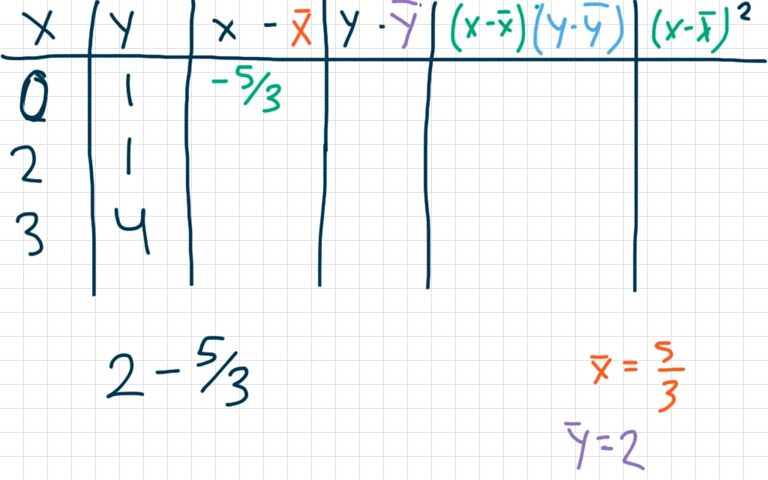 x y x - x̄ y - ȳ (x-x̄)(y-ȳ) (x-x̄)²
0 1 -5/3
2 1
3 4
2 - 5/3
x̄ = 5/3
ȳ = 2